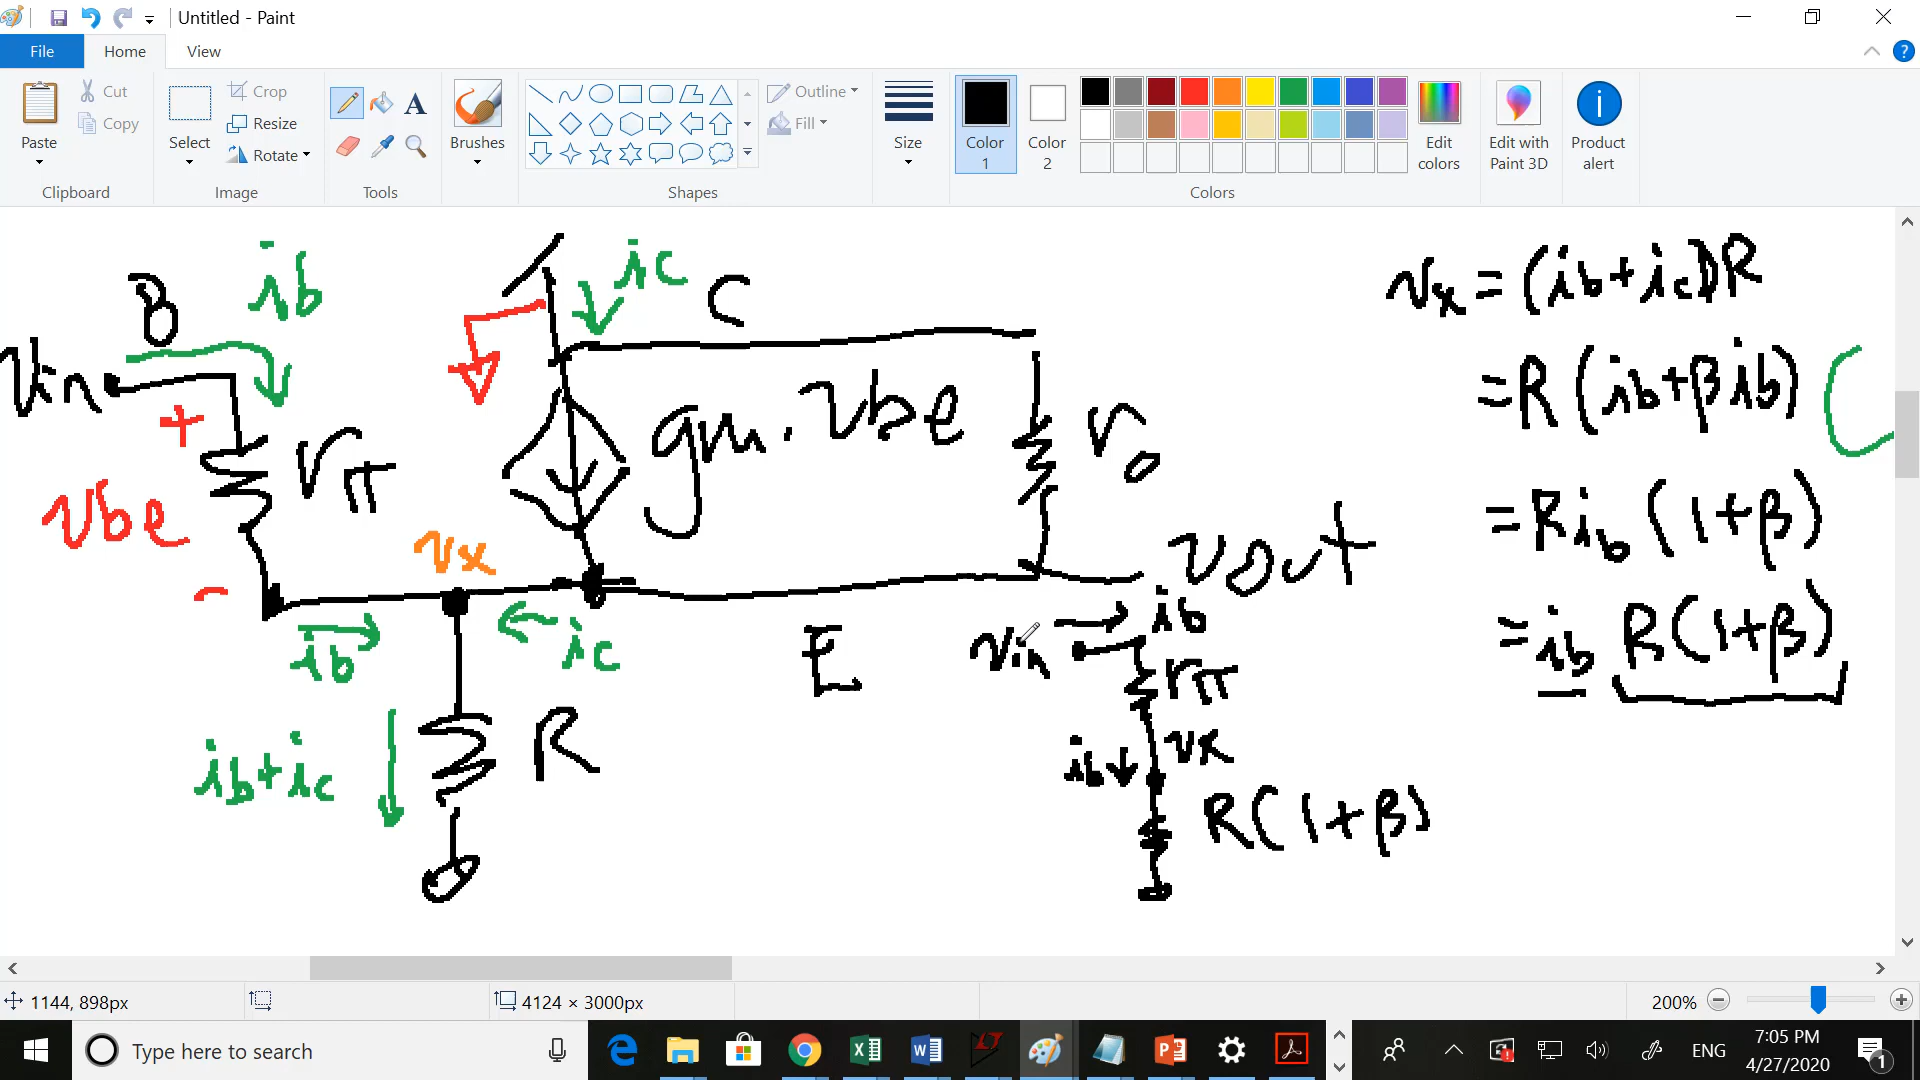 Untitled - Paint
File
Home
View
Paste
Cut
Copy
Clipboard
Select
Crop
Resize
Rotate
Image
A
Tools
Brushes
Shapes
Outline
Fill
Size
Color 1
Color 2
Colors
Edit colors
Edit with Paint 3D
Product alert
B
ib
ic
C
Vin
+
rπ
vbe
-
gm.vbe
ro
vx
ib
ic
E
vout
ib+ic
R
vin
ib
rπ
ib
vx
R(1+β)
vx = (ib+ic)R
=R(ib+βib)
=Rib(1+β)
=ib R(1+β)
1144, 898px
4124 × 3000px
200%
Type here to search
ENG
7:05 PM
4/27/2020
1